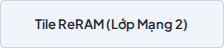 Tile ReRAM (Lớp Mạng 2)